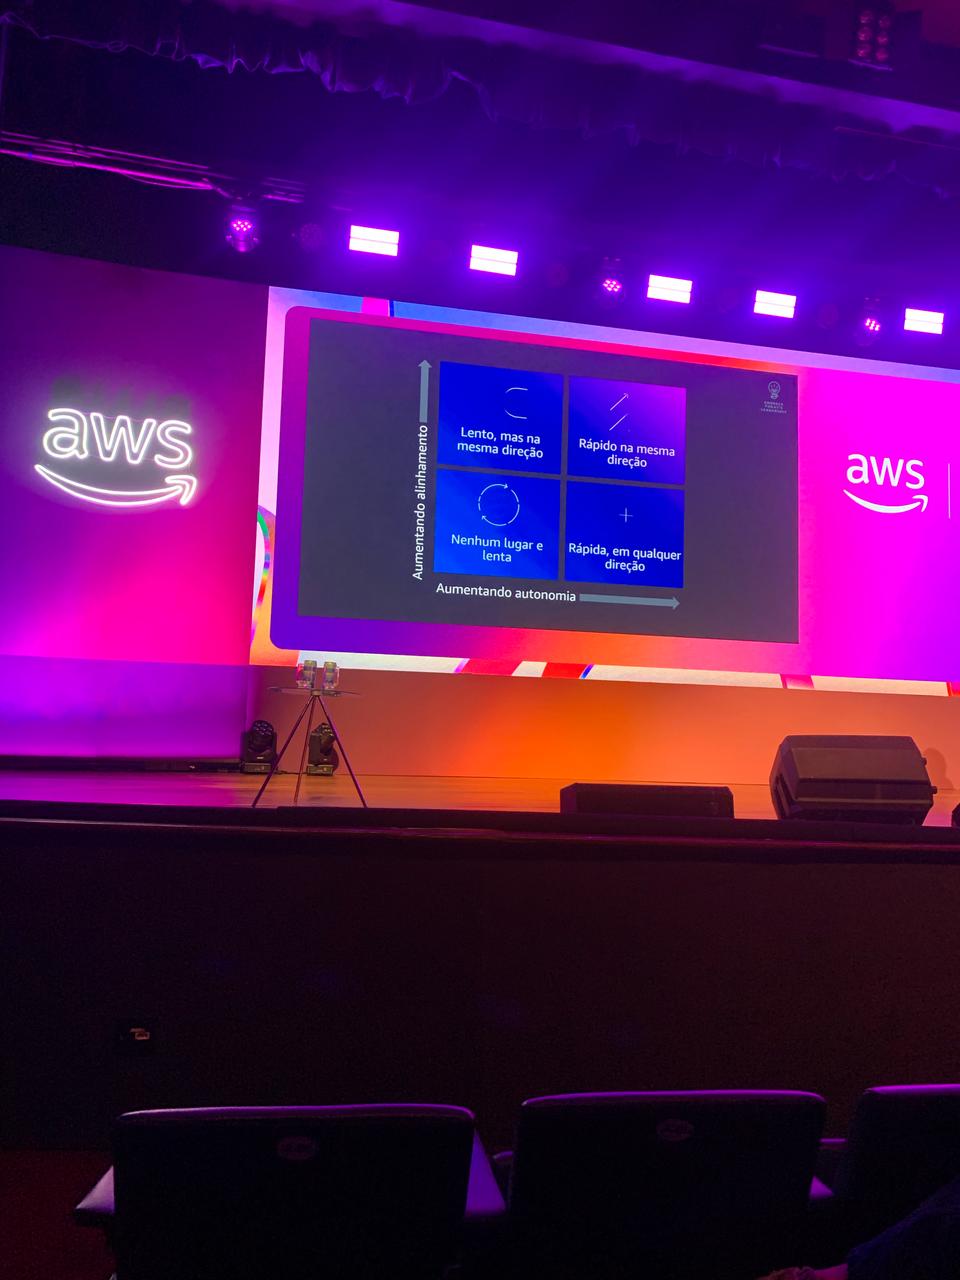 aws
Aumentando alinhamento
Lento, mas na
mesma direção
Rápido na mesma
direção
Nenhum lugar e
lenta
Rápida, em qualquer
direção
Aumentando autonomia
aws